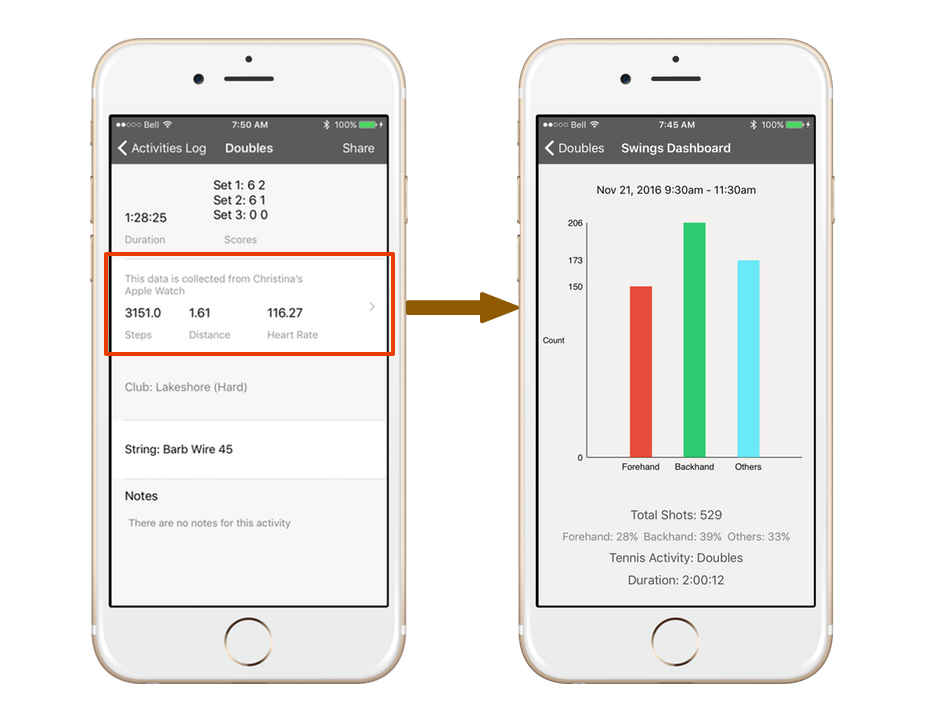 Bell 7:50 AM 100%
Activities Log Doubles Share
Set 1: 6 2
Set 2: 6 1
Set 3: 0 0
1:28:25
Duration Scores
This data is collected from Christina's
Apple Watch
3151.0 1.61 116.27
Steps Distance Heart Rate
Club: Lakeshore (Hard)
String: Barb Wire 45
Notes
There are no notes for this activity
Bell 7:45 AM 100%
Doubles Swings Dashboard
Nov 21, 2016 9:30am - 11:30am
206
173
150
Count
0
Forehand Backhand Others
Total Shots: 529
Forehand: 28% Backhand: 39% Others: 33%
Tennis Activity: Doubles
Duration: 2:00:12